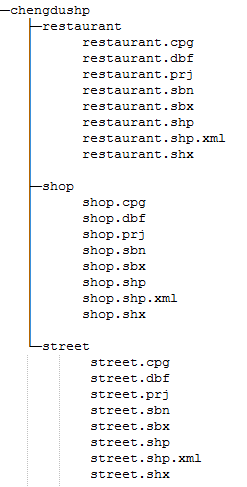 chengdushp
restaurant
restaurant.cpg
restaurant.dbf
restaurant.prj
restaurant.sbn
restaurant.sbx
restaurant.shp
restaurant.shp.xml
restaurant.shx
shop
shop.cpg
shop.dbf
shop.prj
shop.sbn
shop.sbx
shop.shp
shop.shp.xml
shop.shx
street
street.cpg
street.dbf
street.prj
street.sbn
street.sbx
street.shp
street.shp.xml
street.shx